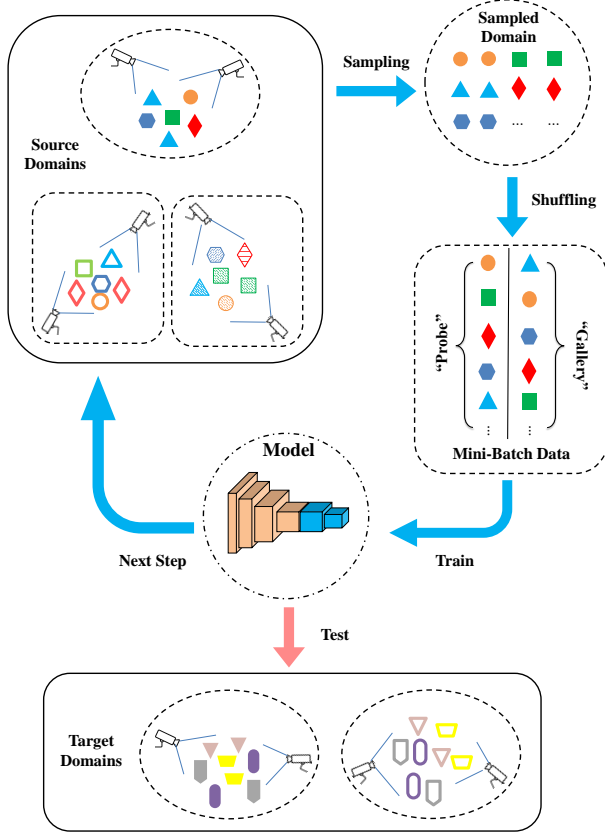 Sampled
Domain
Sampling
... ...
Source
Domains
Shuffling
“Probe”
“Gallery”
... ...
Mini-Batch Data
Model
Next Step
Train
Test
Target
Domains